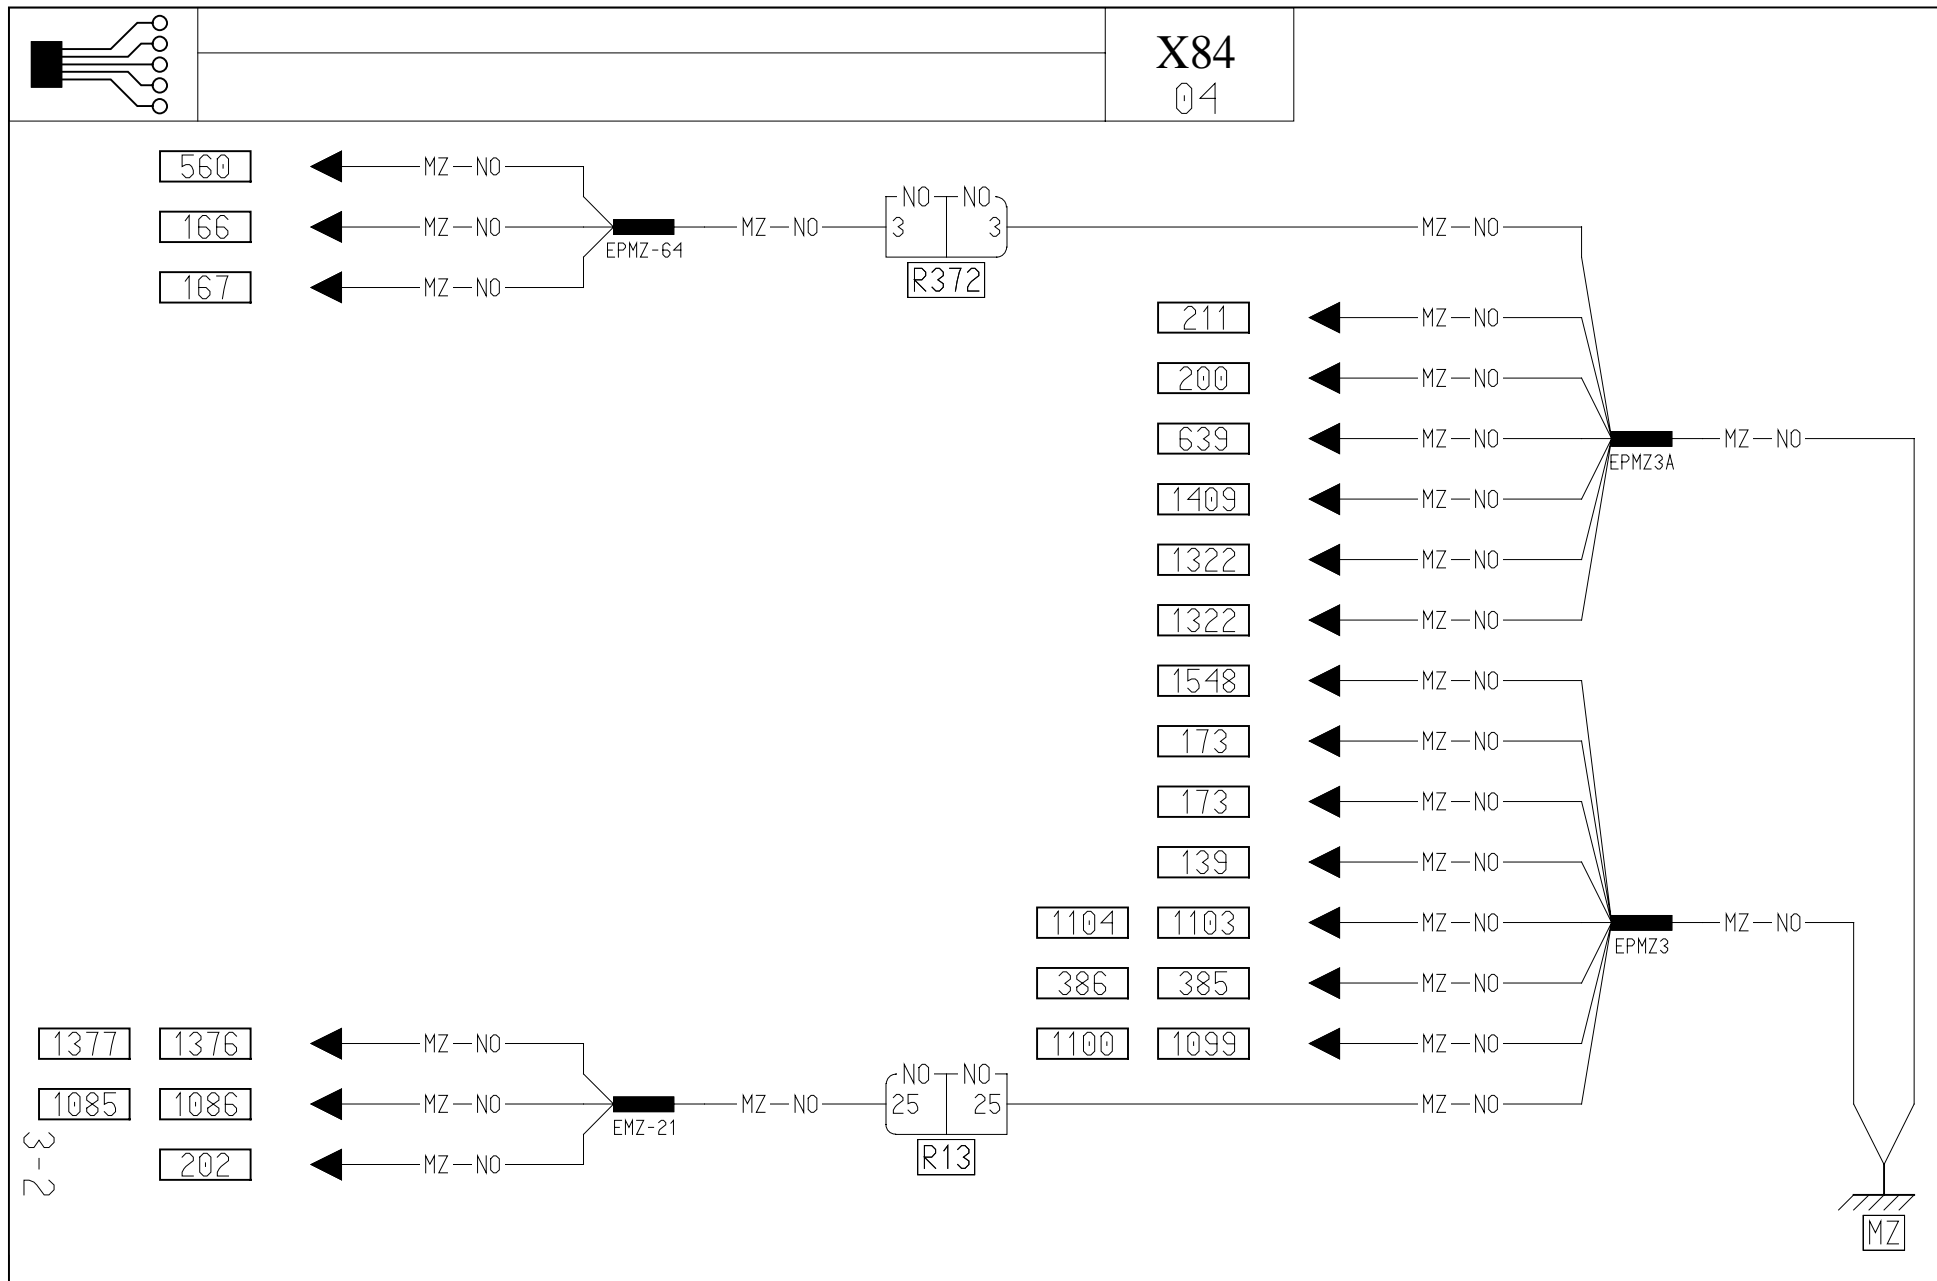 X84
04
560 MZ-NO
166 MZ-NO EPMZ-64 MZ-NO NO NO 3 3 R372 MZ-NO
167 MZ-NO
211 MZ-NO
200 MZ-NO
639 MZ-NO EPMZ3A MZ-NO
1409 MZ-NO
1322 MZ-NO
1322 MZ-NO
1548 MZ-NO
173 MZ-NO
173 MZ-NO
139 MZ-NO
1104 1103 MZ-NO EPMZ3 MZ-NO
386 385 MZ-NO
1377 1376 MZ-NO 1100 1099 MZ-NO
1085 1086 MZ-NO EMZ-21 MZ-NO NO NO 25 25 R13 MZ-NO
202 MZ-NO
3-2
MZ